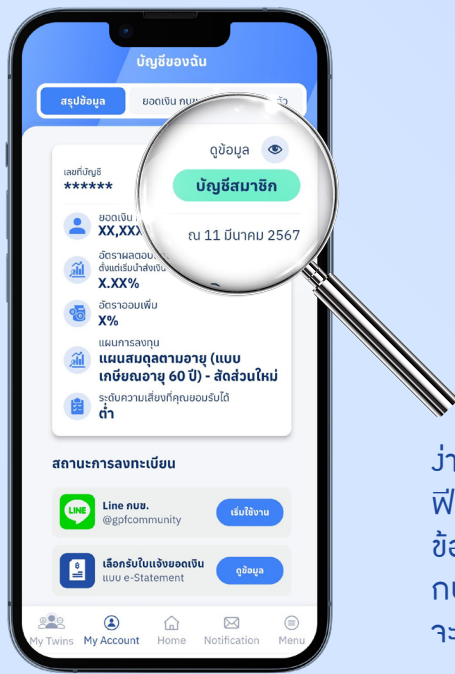 บัญชีของฉัน
สรุปข้อมูล
ยอดเงิน กบข.
ดูข้อมูล
เลขที่บัญชี
******
บัญชีสมาชิก
ยอดเงิน
XX,XXX
ณ 11 มีนาคม 2567
ตั้งแต่เริ่มนำส่งเงิน
X.XX%
อัตราออมเพิ่ม
X%
แผนการลงทุน
แผนสมดุลตามอายุ (แบบ
เกษียณอายุ 60 ปี) - สัดส่วนใหม่
ระดับความเสี่ยงที่คุณยอมรับได้
ต่ำ
สถานะการลงทะเบียน
LINE
Line กบข.
@gpfcommunity
เริ่มใช้งาน
เลือกรับใบแจ้งยอดเงิน
แบบ e-Statement
ดูข้อมูล
My Twins
My Account
Home
Notification
Menu